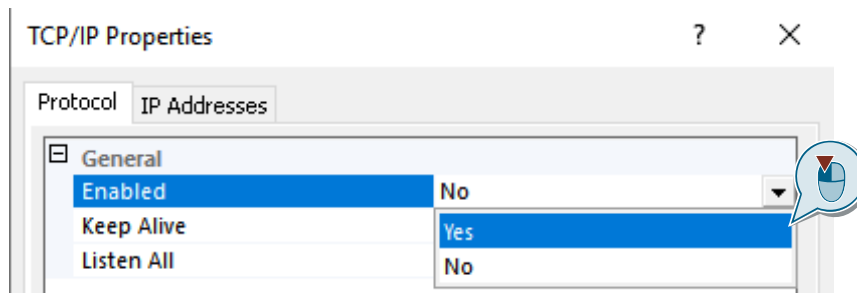 TCP/IP Properties ?
Protocol IP Addresses
General
Enabled No
Keep Alive Yes
Listen All No